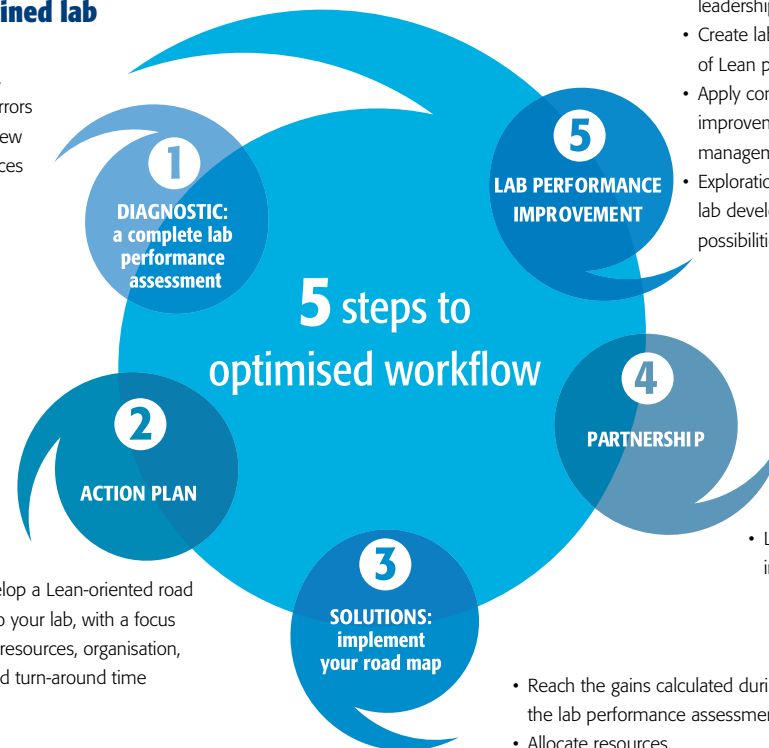 ined lab
rrors
ew
ces
1
DIAGNOSTIC:
a complete lab
performance
assessment
5 steps to
optimised workflow
2
ACTION PLAN
elop a Lean-oriented road
o your lab, with a focus
resources, organisation,
d turn-around time
3
SOLUTIONS:
implement
your road map
• Reach the gains calculated duri
the lab performance assessmen
• Allocate resources
4
PARTNERSHIP
• L
i
5
LAB PERFORMANCE
IMPROVEMENT
leadership
• Create lab
of Lean p
• Apply con
improven
managen
• Exploratio
lab devel
possibiliti